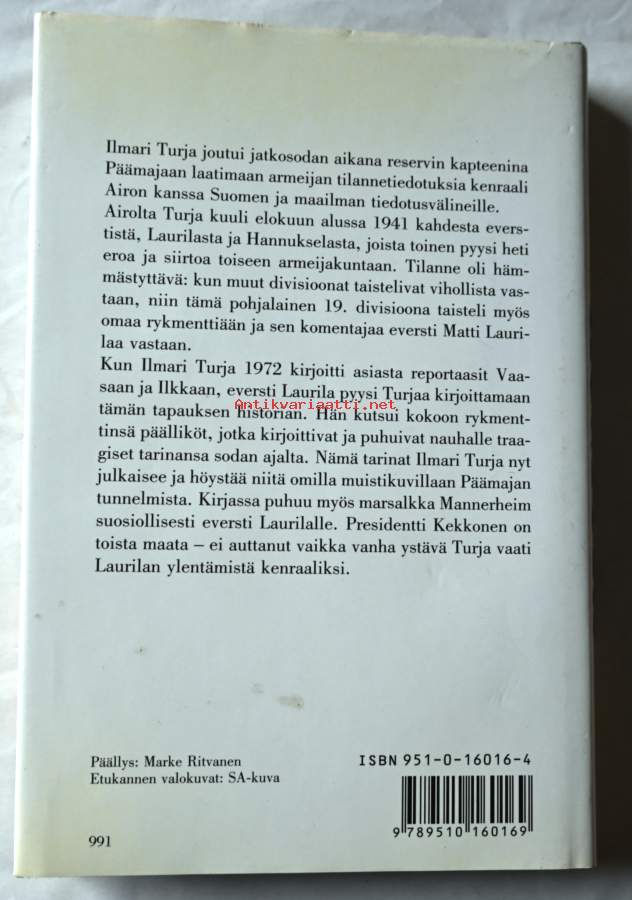 Ilmari Turja joutui jatkosodan aikana reservin kapteenina
Päämajaan laatimaan armeijan tilannetiedotuksia kenraali
Airon kanssa Suomen ja maailman tiedotusvälineille.
Airolta Turja kuuli elokuun alussa 1941 kahdesta evers-
tistä, Laurilasta ja Hannukselasta, joista toinen pyysi heti
eroa ja siirtoa toiseen armeijakuntaan. Tilanne oli häm-
mästyttävä: kun muut divisioonat taistelivat vihollista vas-
taan, niin tämä pohjalainen 19. divisioona taisteli myös
omaa rykmenttiään ja sen komentajaa eversti Matti Lauri-
laa vastaan.
Kun Ilmari Turja 1972 kirjoitti asiasta reportaasit Vaa-
saan ja Ilkkaan, eversti Laurila pyysi Turjaa kirjoittamaan
Antikvariaatti.net
tämän tapauksen historian. Hän kutsui kokoon rykment-
tinsä päälliköt, jotka kirjoittivat ja puhuivat nauhalle traa-
giset tarinansa sodan ajalta. Nämä tarinat Ilmari Turja nyt
julkaisee ja höystää niitä omilla muistikuvillaan Päämajan
tunnelmista. Kirjassa puhuu myös marsalkka Mannerheim
suosiollisesti eversti Laurilalle. Presidentti Kekkonen on
toista maata – ei auttanut vaikka vanha ystävä Turja vaati
Laurilan ylentämistä kenraaliksi.
Päällys: Marke Ritvanen
Etukannen valokuvat: SA-kuva
991
ISBN 951-0-16016-4
9 789510 160169